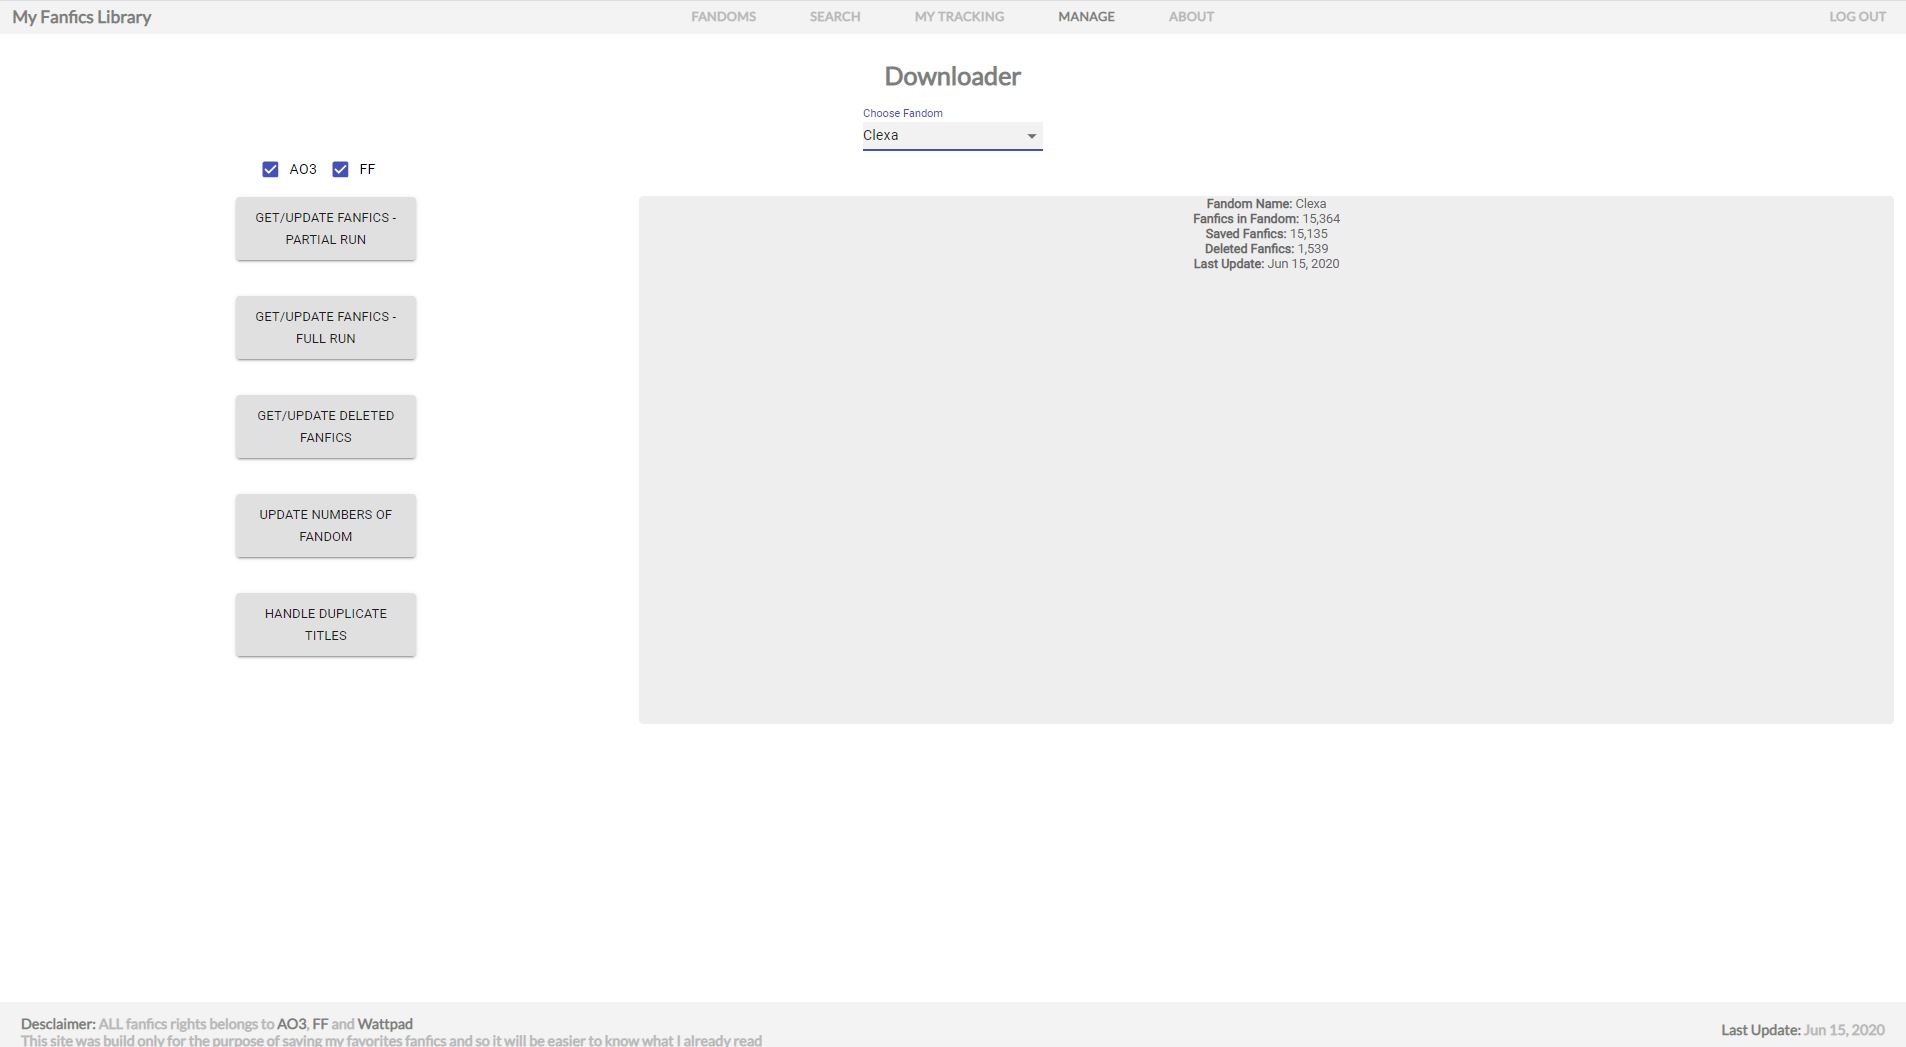 My Fanfics Library
FANDOMS SEARCH MY TRACKING MANAGE ABOUT
LOG OUT
Downloader
Choose Fandom
Clexa
AO3 FF
GET/UPDATE FANFICS -
PARTIAL RUN
GET/UPDATE FANFICS -
FULL RUN
GET/UPDATE DELETED
FANFICS
UPDATE NUMBERS OF
FANDOM
HANDLE DUPLICATE
TITLES
Fandom Name: Clexa
Fanfics in Fandom: 15,364
Saved Fanfics: 15,135
Deleted Fanfics: 1,539
Last Update: Jun 15, 2020
Desclaimer: ALL fanfics rights belongs to AO3, FF and Wattpad
This site was build only for the purpose of saving my favorites fanfics and so it will be easier to know what I already read
Last Update: Jun 15, 2020